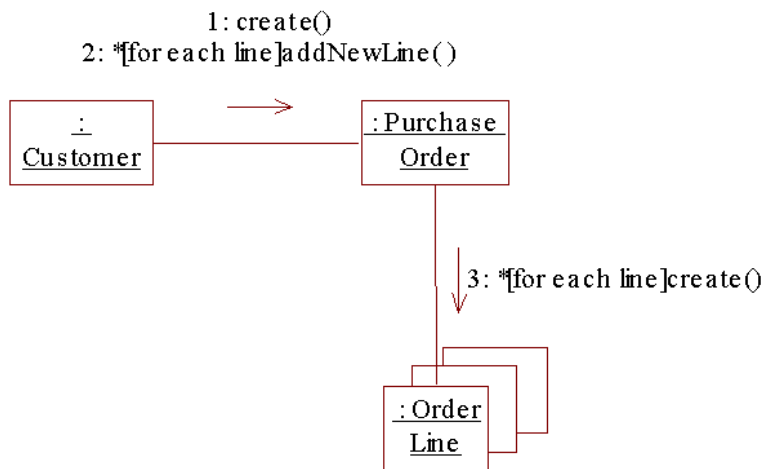 1: create()
2: *[for each line]addNewLine()
:
Customer
:Purchase
Order
3: *[for each line]create()
:Order
Line